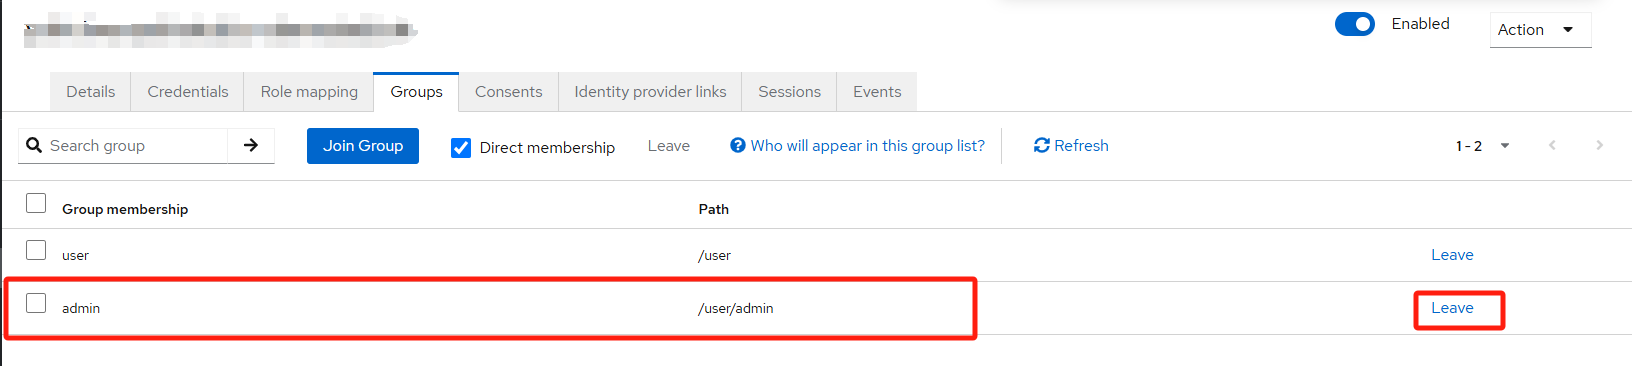 Enabled
Action
Details Credentials Role mapping Groups Consents Identity provider links Sessions Events
Search group Join Group Direct membership Leave Who will appear in this group list? Refresh 1 - 2
Group membership Path
user /user Leave
admin /user/admin Leave